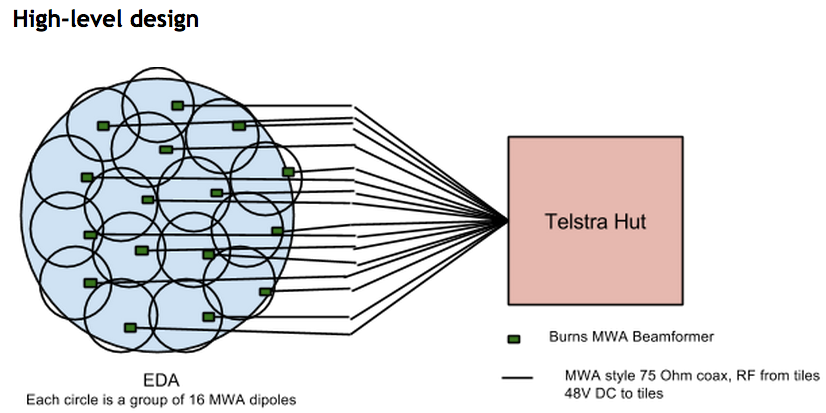 High-level design
Telstra Hut
Burns MWA Beamformer
EDA
Each circle is a group of 16 MWA dipoles
MWA style 75 Ohm coax, RF from tiles
48V DC to tiles